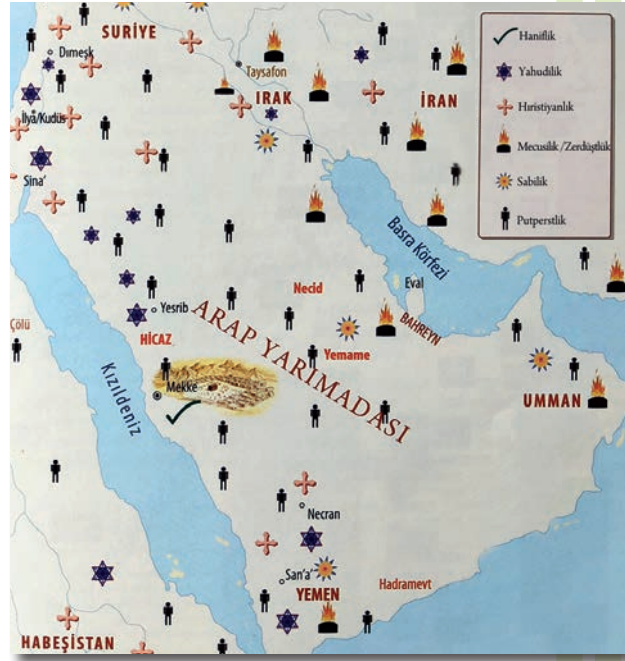 SURİYE
Dımeşk
Taysafon
IRAK
İRAN
İlya/Kudüs
Sina'
Haniflik
Yahudilik
Hıristiyanlık
Mecusilik /Zerdüştlük
Sabilik
Putperstlik
Basra Körfezi
Eval
Necid
Yesrib
HİCAZ
ARAP YARIMADASI
BAHREYN
Yemame
Çölü
Kızıldeniz
Mekke
UMMAN
Necran
San'a'
YEMEN
Hadramevt
HABEŞİSTAN